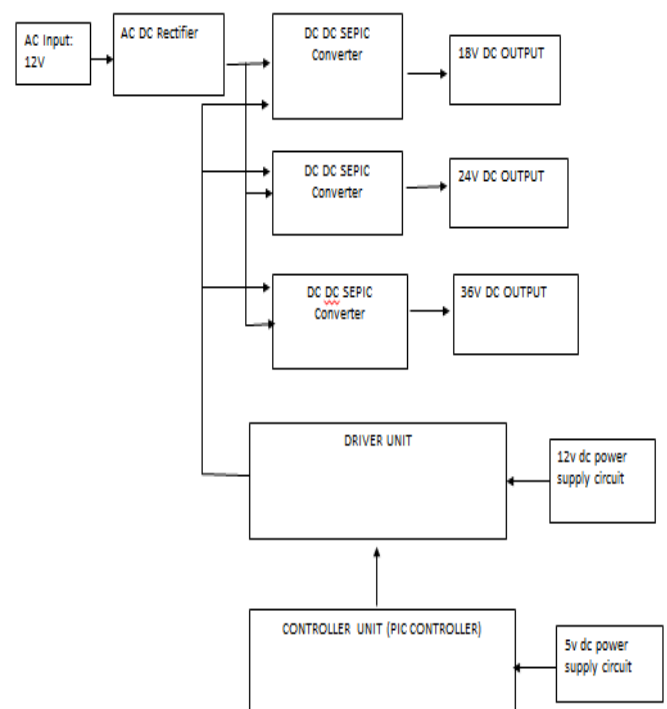 AC Input:
12V
AC DC Rectifier
DC DC SEPIC
Converter
18V DC OUTPUT
DC DC SEPIC
Converter
24V DC OUTPUT
DC DC SEPIC
Converter
36V DC OUTPUT
DRIVER UNIT
12v dc power
supply circuit
CONTROLLER UNIT (PIC CONTROLLER)
5v dc power
supply circuit